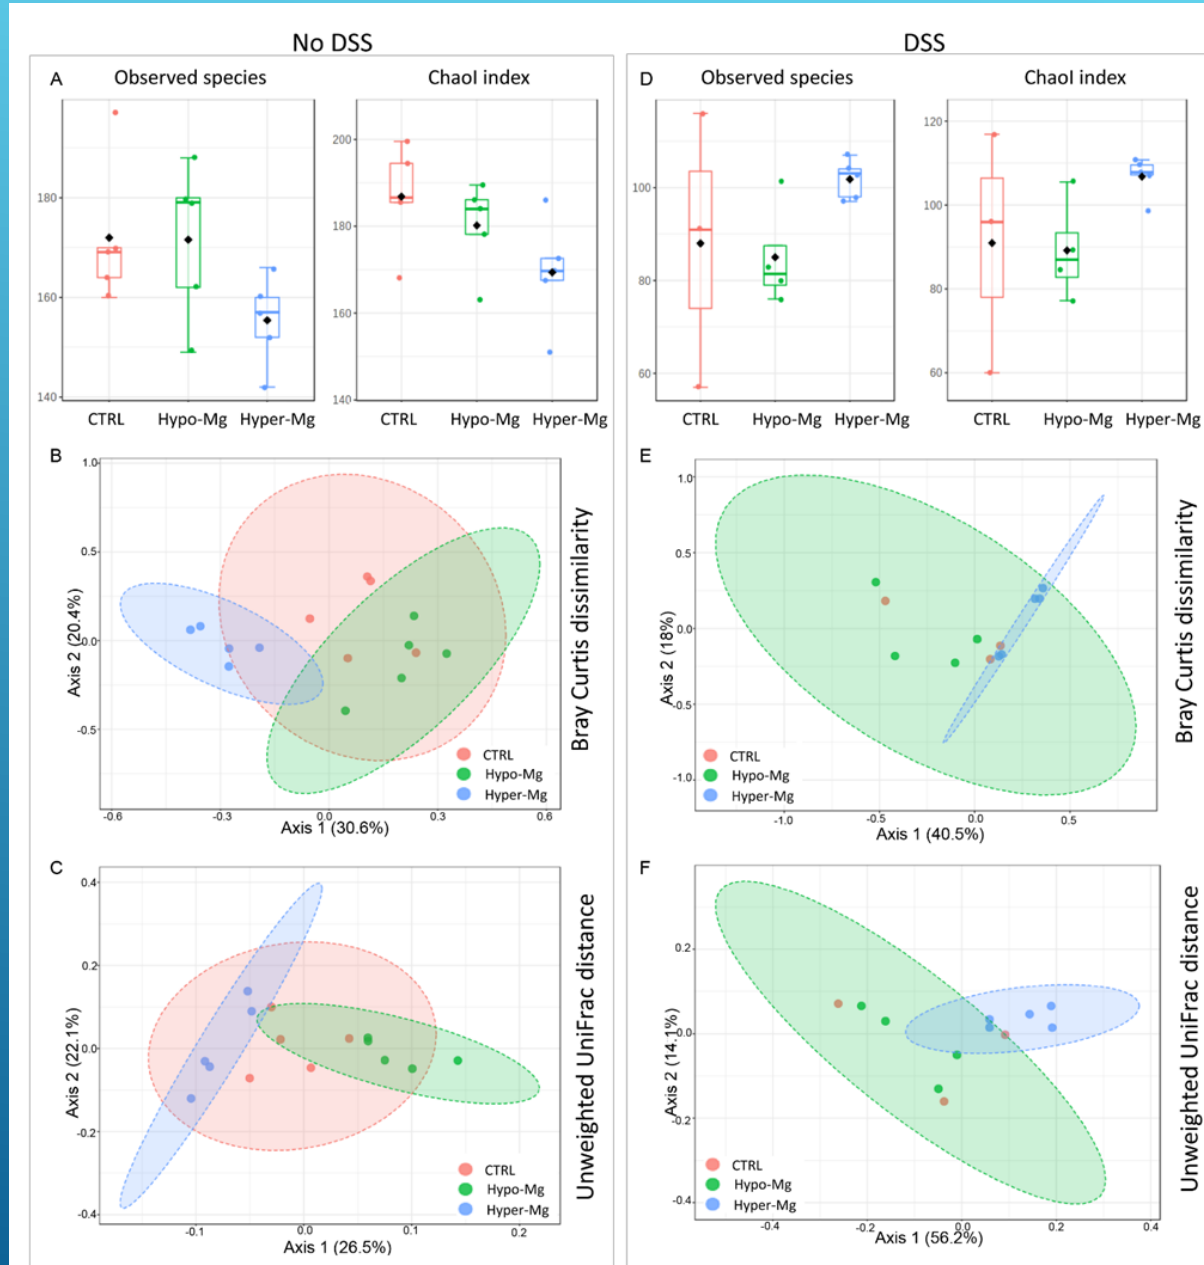 No DSS
A
Observed species
ChaoI index
180
160
140
200
180
160
140
CTRL
Hypo-Mg
Hyper-Mg
CTRL
Hypo-Mg
Hyper-Mg
B
1.0
0.5
0.0
-0.5
Axis 2 (20.4%)
CTRL
Hypo-Mg
Hyper-Mg
-0.6
-0.3
0.0
0.3
0.6
Axis 1 (30.6%)
Bray Curtis dissimilarity
C
0.4
0.2
0.0
-0.2
-0.4
Axis 2 (22.1%)
CTRL
Hypo-Mg
Hyper-Mg
-0.1
0.0
0.1
0.2
Axis 1 (26.5%)
Unweighted UniFrac distance
DSS
D
Observed species
ChaoI index
100
80
60
120
100
80
60
CTRL
Hypo-Mg
Hyper-Mg
CTRL
Hypo-Mg
Hyper-Mg
E
1.0
0.5
0.0
-0.5
-1.0
Axis 2 (18%)
CTRL
Hypo-Mg
Hyper-Mg
-1.0
-0.5
0.0
0.5
Axis 1 (40.5%)
Bray Curtis dissimilarity
F
0.2
0.0
-0.2
-0.4
Axis 2 (14.1%)
CTRL
Hypo-Mg
Hyper-Mg
-0.4
-0.2
0.0
0.2
0.4
Axis 1 (56.2%)
Unweighted UniFrac distance